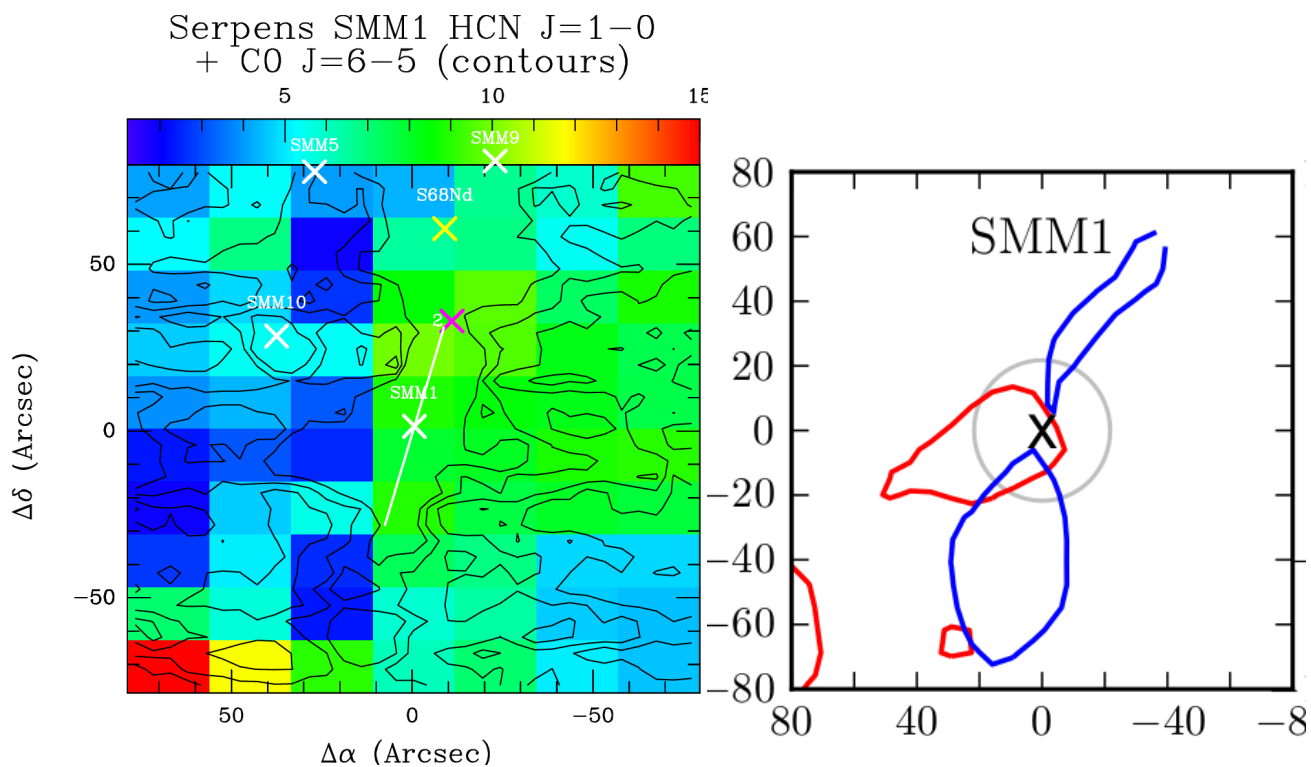 Serpens SMM1 HCN J=1−0
+ CO J=6−5 (contours)
5 10 15
SMM5
SMM9
S68Nd
SMM10
2
SMM1
50
0
−50
50 0 −50
Δδ (Arcsec)
Δα (Arcsec)
SMM1
80
60
40
20
0
−20
−40
−60
−80
80 40 0 −40 −8
X